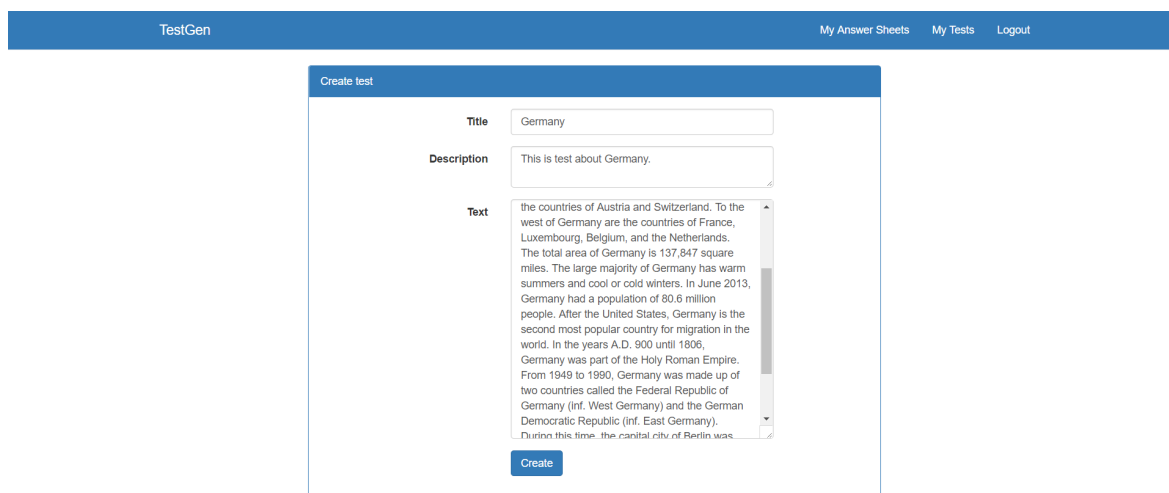 TestGen My Answer Sheets My Tests Logout
Create test
Title Germany
Description This is test about Germany.
Text
the countries of Austria and Switzerland. To the
west of Germany are the countries of France,
Luxembourg, Belgium, and the Netherlands.
The total area of Germany is 137,847 square
miles. The large majority of Germany has warm
summers and cool or cold winters. In June 2013,
Germany had a population of 80.6 million
people. After the United States, Germany is the
second most popular country for migration in the
world. In the years A.D. 900 until 1806,
Germany was part of the Holy Roman Empire.
From 1949 to 1990, Germany was made up of
two countries called the Federal Republic of
Germany (inf. West Germany) and the German
Democratic Republic (inf. East Germany).
During this time, the capital city of Berlin was
Create